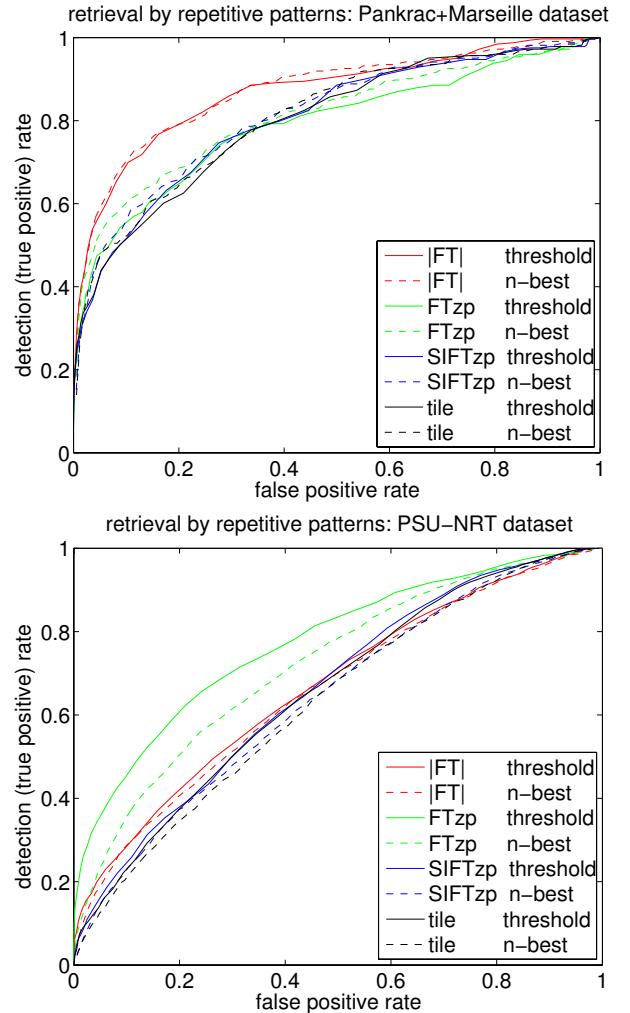 retrieval by repetitive patterns: Pankrac+Marseille dataset
1
0.8
0.6
0.4
0.2
0
detection (true positive) rate
|FT| threshold
|FT| n−best
FTzp threshold
FTzp n−best
SIFTzp threshold
SIFTzp n−best
tile threshold
tile n−best
0 0.2 0.4 0.6 0.8 1
false positive rate
retrieval by repetitive patterns: PSU−NRT dataset
1
0.8
0.6
0.4
0.2
0
detection (true positive) rate
|FT| threshold
|FT| n−best
FTzp threshold
FTzp n−best
SIFTzp threshold
SIFTzp n−best
tile threshold
tile n−best
0 0.2 0.4 0.6 0.8 1
false positive rate